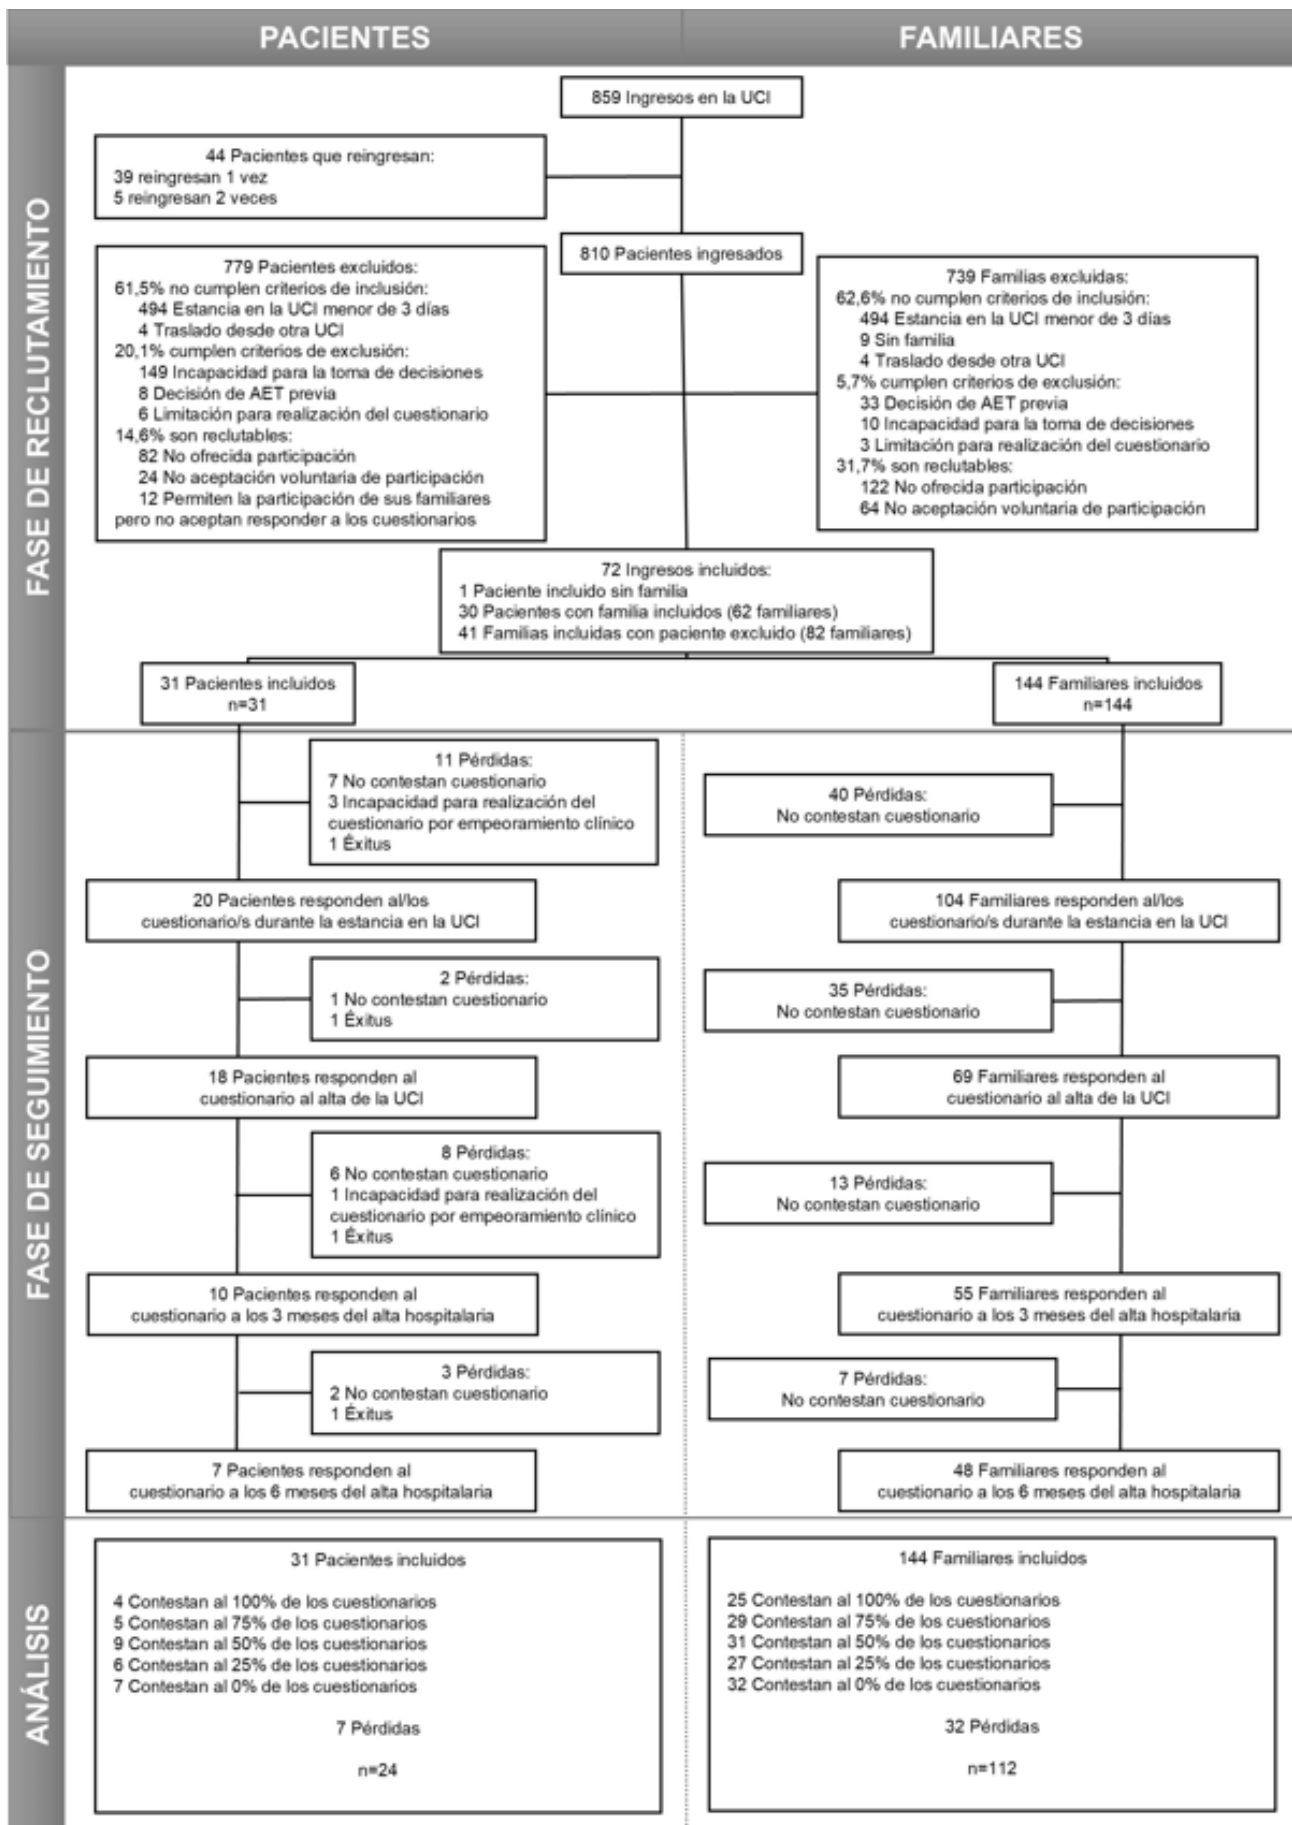 PACIENTES
FAMILIARES
FASE DE RECLUTAMIENTO
859 Ingresos en la UCI
44 Pacientes que reingresan:
39 reingresan 1 vez
5 reingresan 2 veces
810 Pacientes ingresados
779 Pacientes excluidos:
61,5% no cumplen criterios de inclusión:
494 Estancia en la UCI menor de 3 días
4 Traslado desde otra UCI
20,1% cumplen criterios de exclusión:
149 Incapacidad para la toma de decisiones
8 Decisión de AET previa
6 Limitación para realización del cuestionario
14,6% son reclutables:
82 No ofrecida participación
24 No aceptación voluntaria de participación
12 Permiten la participación de sus familiares
pero no aceptan responder a los cuestionarios
739 Familias excluidas:
62,6% no cumplen criterios de inclusión:
494 Estancia en la UCI menor de 3 días
9 Sin familia
4 Traslado desde otra UCI
5,7% cumplen criterios de exclusión:
33 Decisión de AET previa
10 Incapacidad para la toma de decisiones
3 Limitación para realización del cuestionario
31,7% son reclutables:
122 No ofrecida participación
64 No aceptación voluntaria de participación
72 Ingresos incluidos:
1 Paciente incluido sin familia
30 Pacientes con familia incluidos (62 familiares)
41 Familias incluidas con paciente excluido (82 familiares)
31 Pacientes incluidos
n=31
144 Familiares incluidos
n=144
FASE DE SEGUIMIENTO
11 Pérdidas:
7 No contestan cuestionario
3 Incapacidad para realización del
cuestionario por empeoramiento clínico
1 Éxitus
40 Pérdidas:
No contestan cuestionario
20 Pacientes responden al/los
cuestionario/s durante la estancia en la UCI
104 Familiares responden al/los
cuestionario/s durante la estancia en la UCI
2 Pérdidas:
1 No contestan cuestionario
1 Éxitus
35 Pérdidas:
No contestan cuestionario
18 Pacientes responden al
cuestionario al alta de la UCI
69 Familiares responden al
cuestionario al alta de la UCI
8 Pérdidas:
6 No contestan cuestionario
1 Incapacidad para realización del
cuestionario por empeoramiento clínico
1 Éxitus
13 Pérdidas:
No contestan cuestionario
10 Pacientes responden al
cuestionario a los 3 meses del alta hospitalaria
55 Familiares responden al
cuestionario a los 3 meses del alta hospitalaria
3 Pérdidas:
2 No contestan cuestionario
1 Éxitus
7 Pérdidas:
No contestan cuestionario
7 Pacientes responden al
cuestionario a los 6 meses del alta hospitalaria
48 Familiares responden al
cuestionario a los 6 meses del alta hospitalaria
ANÁLISIS
31 Pacientes incluidos
4 Contestan al 100% de los cuestionarios
5 Contestan al 75% de los cuestionarios
9 Contestan al 50% de los cuestionarios
6 Contestan al 25% de los cuestionarios
7 Contestan al 0% de los cuestionarios
7 Pérdidas
n=24
144 Familiares incluidos
25 Contestan al 100% de los cuestionarios
29 Contestan al 75% de los cuestionarios
31 Contestan al 50% de los cuestionarios
27 Contestan al 25% de los cuestionarios
32 Contestan al 0% de los cuestionarios
32 Pérdidas
n=112